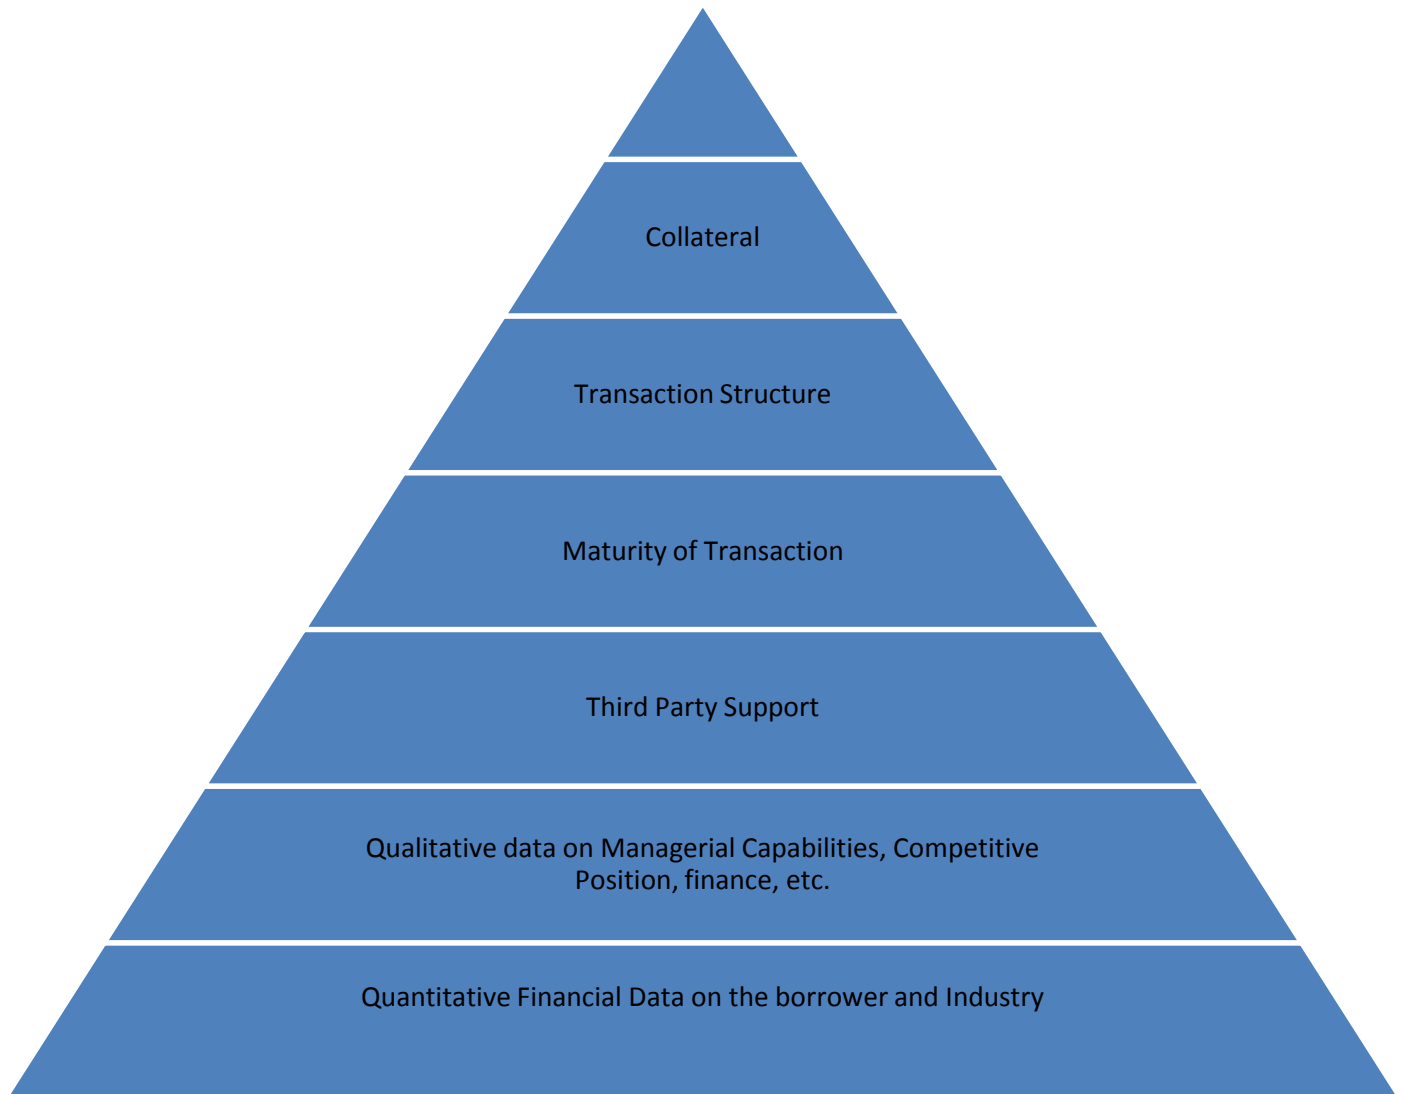 Collateral
Transaction Structure
Maturity of Transaction
Third Party Support
Qualitative data on Managerial Capabilities, Competitive
Position, finance, etc.
Quantitative Financial Data on the borrower and Industry